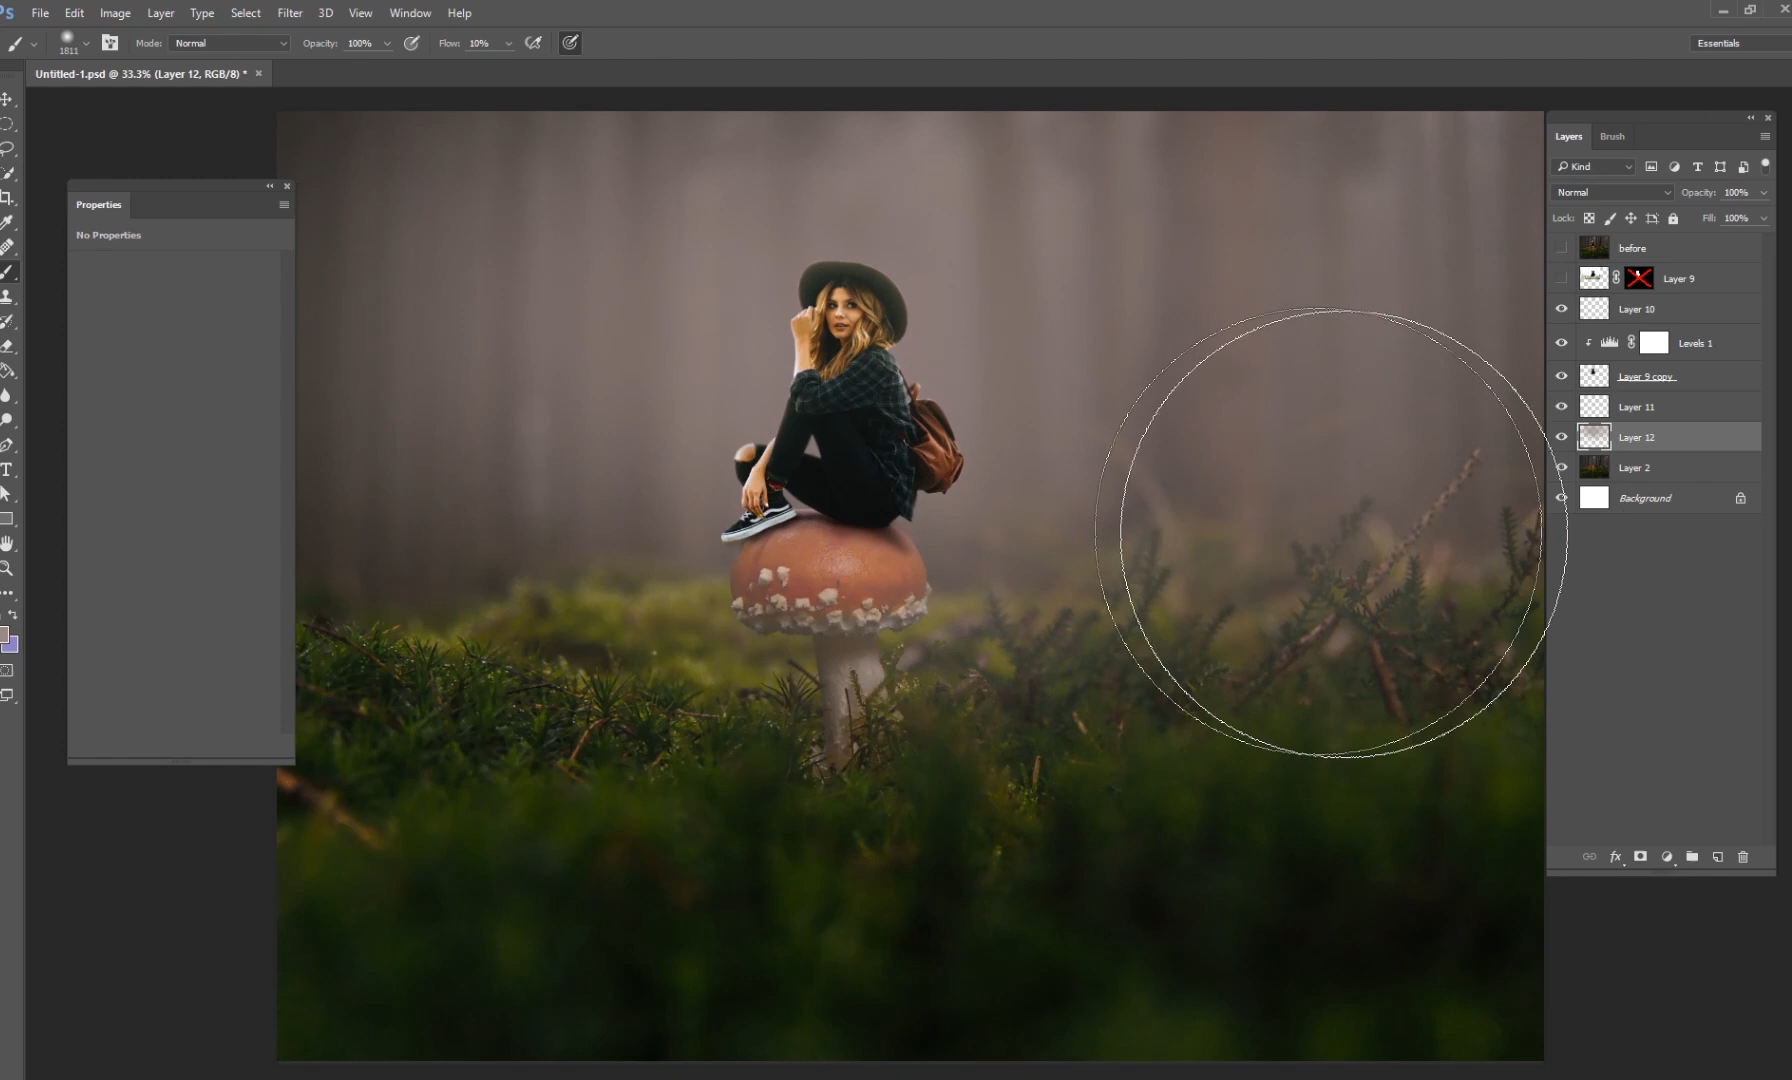 Ps File Edit Image Layer Type Select Filter 3D View Window Help
1811 Mode: Normal Opacity: 100% Flow: 10% Essentials
Untitled-1.psd @ 33.3% (Layer 12, RGB/8) *
Properties
No Properties
Layers Brush
Kind
Normal Opacity: 100%
Lock: Fill: 100%
before
Layer 9
Layer 10
Levels 1
Layer 9 copy
Layer 11
Layer 12
Layer 2
Background
fx